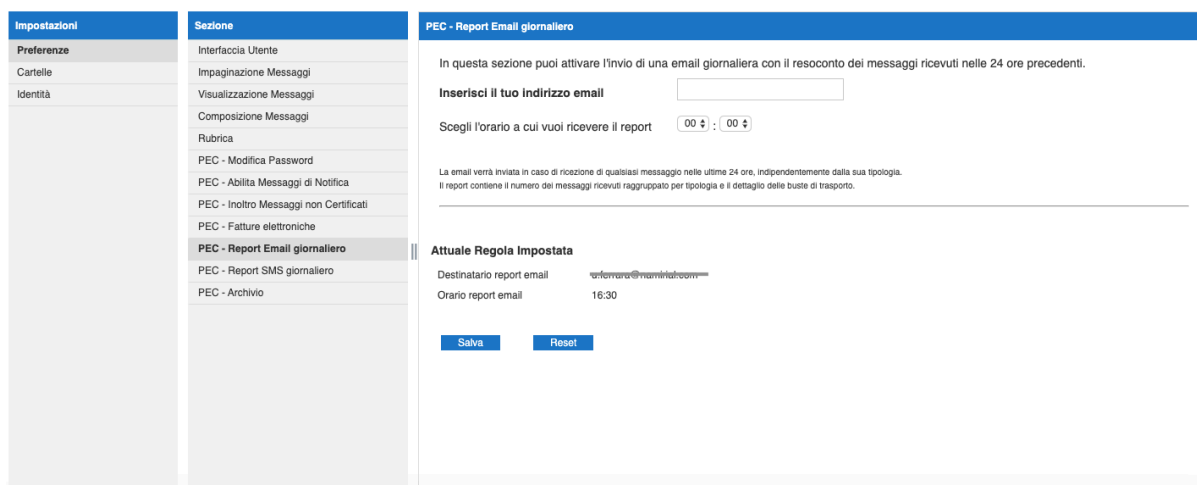 Impostazioni
Preferenze
Cartelle
Identità
Sezione
Interfaccia Utente
Impaginazione Messaggi
Visualizzazione Messaggi
Composizione Messaggi
Rubrica
PEC - Modifica Password
PEC - Abilita Messaggi di Notifica
PEC - Inoltro Messaggi non Certificati
PEC - Fatture elettroniche
PEC - Report Email giornaliero
PEC - Report SMS giornaliero
PEC - Archivio
PEC - Report Email giornaliero
In questa sezione puoi attivare l'invio di una email giornaliera con il resoconto dei messaggi ricevuti nelle 24 ore precedenti.
Inserisci il tuo indirizzo email
Scegli l'orario a cui vuoi ricevere il report 00 : 00
La email verrà inviata in caso di ricezione di qualsiasi messaggio nelle ultime 24 ore, indipendentemente dalla sua tipologia.
Il report contiene il numero dei messaggi ricevuti raggruppato per tipologia e il dettaglio delle buste di trasporto.
Attuale Regola Impostata
Destinatario report email
Orario report email 16:30
Salva Reset